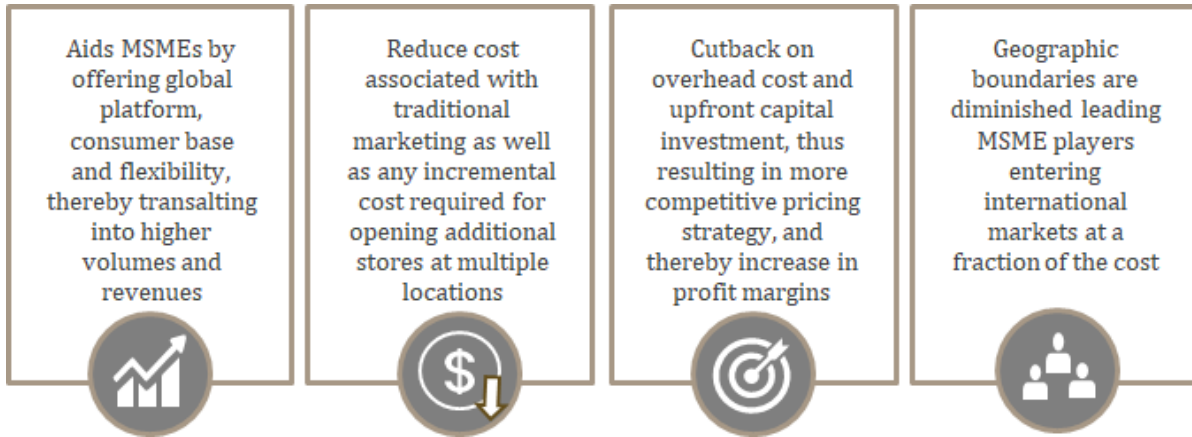 Aids MSMEs by
offering global
platform,
consumer base
and flexibility,
thereby transalting
into higher
volumes and
revenues
Reduce cost
associated with
traditional
marketing as well
as any incremental
cost required for
opening additional
stores at multiple
locations
Cutback on
overhead cost and
upfront capital
investment, thus
resulting in more
competitive pricing
strategy, and
thereby increase in
profit margins
Geographic
boundaries are
diminished leading
MSME players
entering
international
markets at a
fraction of the cost
$